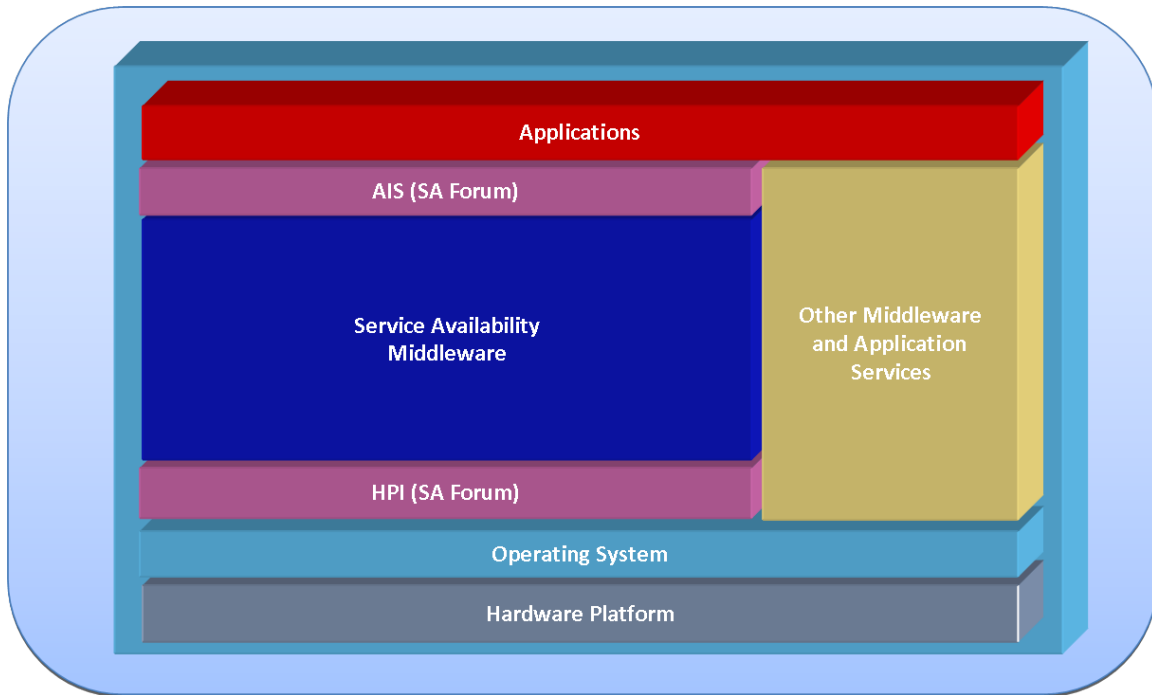 Applications
AIS (SA Forum)
Service Availability
Middleware
Other Middleware
and Application
Services
HPI (SA Forum)
Operating System
Hardware Platform